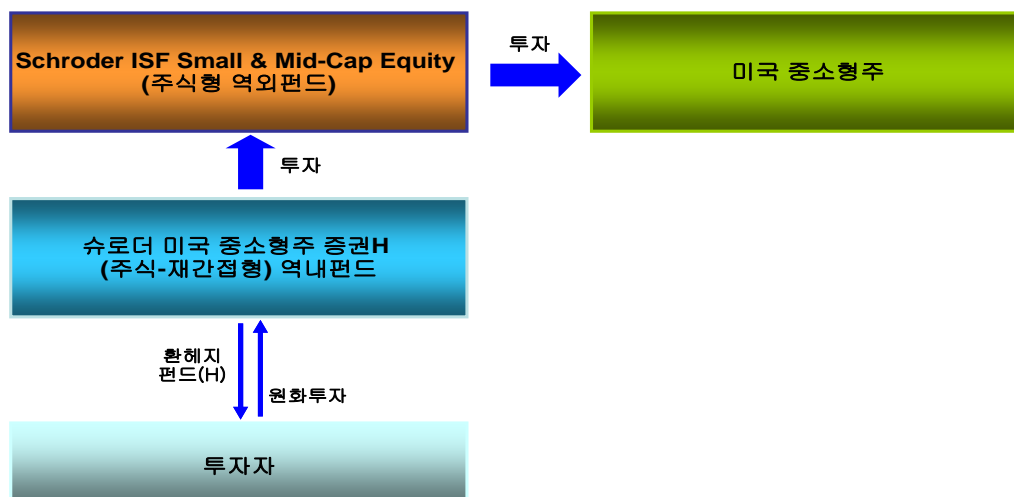 Schroder ISF Small & Mid-Cap Equity
(주식형 역외펀드)
투자
미국 중소형주
투자
슈로더 미국 중소형주 증권H
(주식-재간접형) 역내펀드
환헤지
펀드(H)
원화투자
투자자